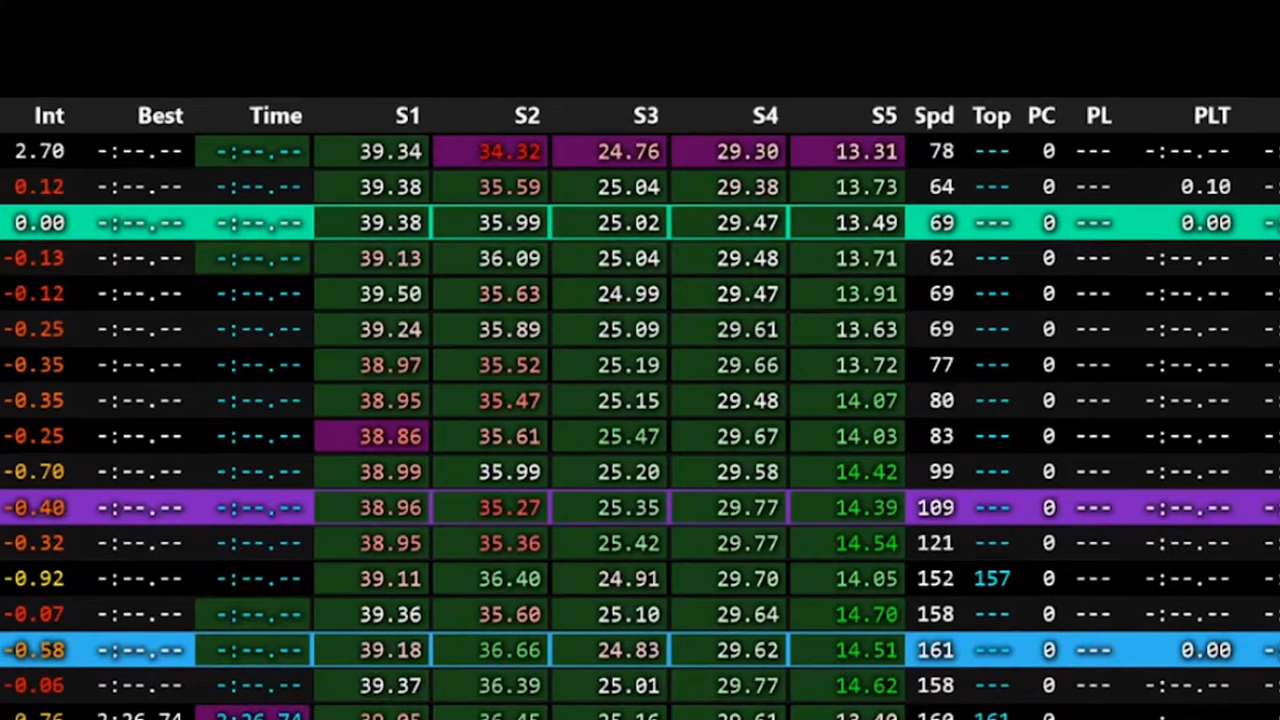 Int Best Time S1 S2 S3 S4 S5 Spd Top PC PL PLT
2.70 -:--.-- -:--.-- 39.34 34.32 24.76 29.30 13.31 78 --- 0 --- -:--.--
0.12 -:--.-- -:--.-- 39.38 35.59 25.04 29.38 13.73 64 --- 0 --- 0.10
0.00 -:--.-- -:--.-- 39.38 35.99 25.02 29.47 13.49 69 --- 0 --- 0.00
-0.13 -:--.-- -:--.-- 39.13 36.09 25.04 29.48 13.71 62 --- 0 --- -:--.--
-0.12 -:--.-- -:--.-- 39.50 35.63 24.99 29.47 13.91 69 --- 0 --- -:--.--
-0.25 -:--.-- -:--.-- 39.24 35.89 25.09 29.61 13.63 69 --- 0 --- -:--.--
-0.35 -:--.-- -:--.-- 38.97 35.52 25.19 29.66 13.72 77 --- 0 --- -:--.--
-0.35 -:--.-- -:--.-- 38.95 35.47 25.15 29.48 14.07 80 --- 0 --- -:--.--
-0.25 -:--.-- -:--.-- 38.86 35.61 25.47 29.67 14.03 83 --- 0 --- -:--.--
-0.70 -:--.-- -:--.-- 38.99 35.99 25.20 29.58 14.42 99 --- 0 --- -:--.--
-0.40 -:--.-- -:--.-- 38.96 35.27 25.35 29.77 14.39 109 --- 0 --- -:--.--
-0.32 -:--.-- -:--.-- 38.95 35.36 25.42 29.77 14.54 121 --- 0 --- -:--.--
-0.92 -:--.-- -:--.-- 39.11 36.40 24.91 29.70 14.05 152 157 0 --- -:--.--
-0.07 -:--.-- -:--.-- 39.36 35.60 25.10 29.64 14.70 158 --- 0 --- -:--.--
-0.58 -:--.-- -:--.-- 39.18 36.66 24.83 29.62 14.51 161 --- 0 --- 0.00
-0.06 -:--.-- -:--.-- 39.37 36.39 25.01 29.77 14.62 158 --- 0 --- -:--.--
2:26.74 2:26.74